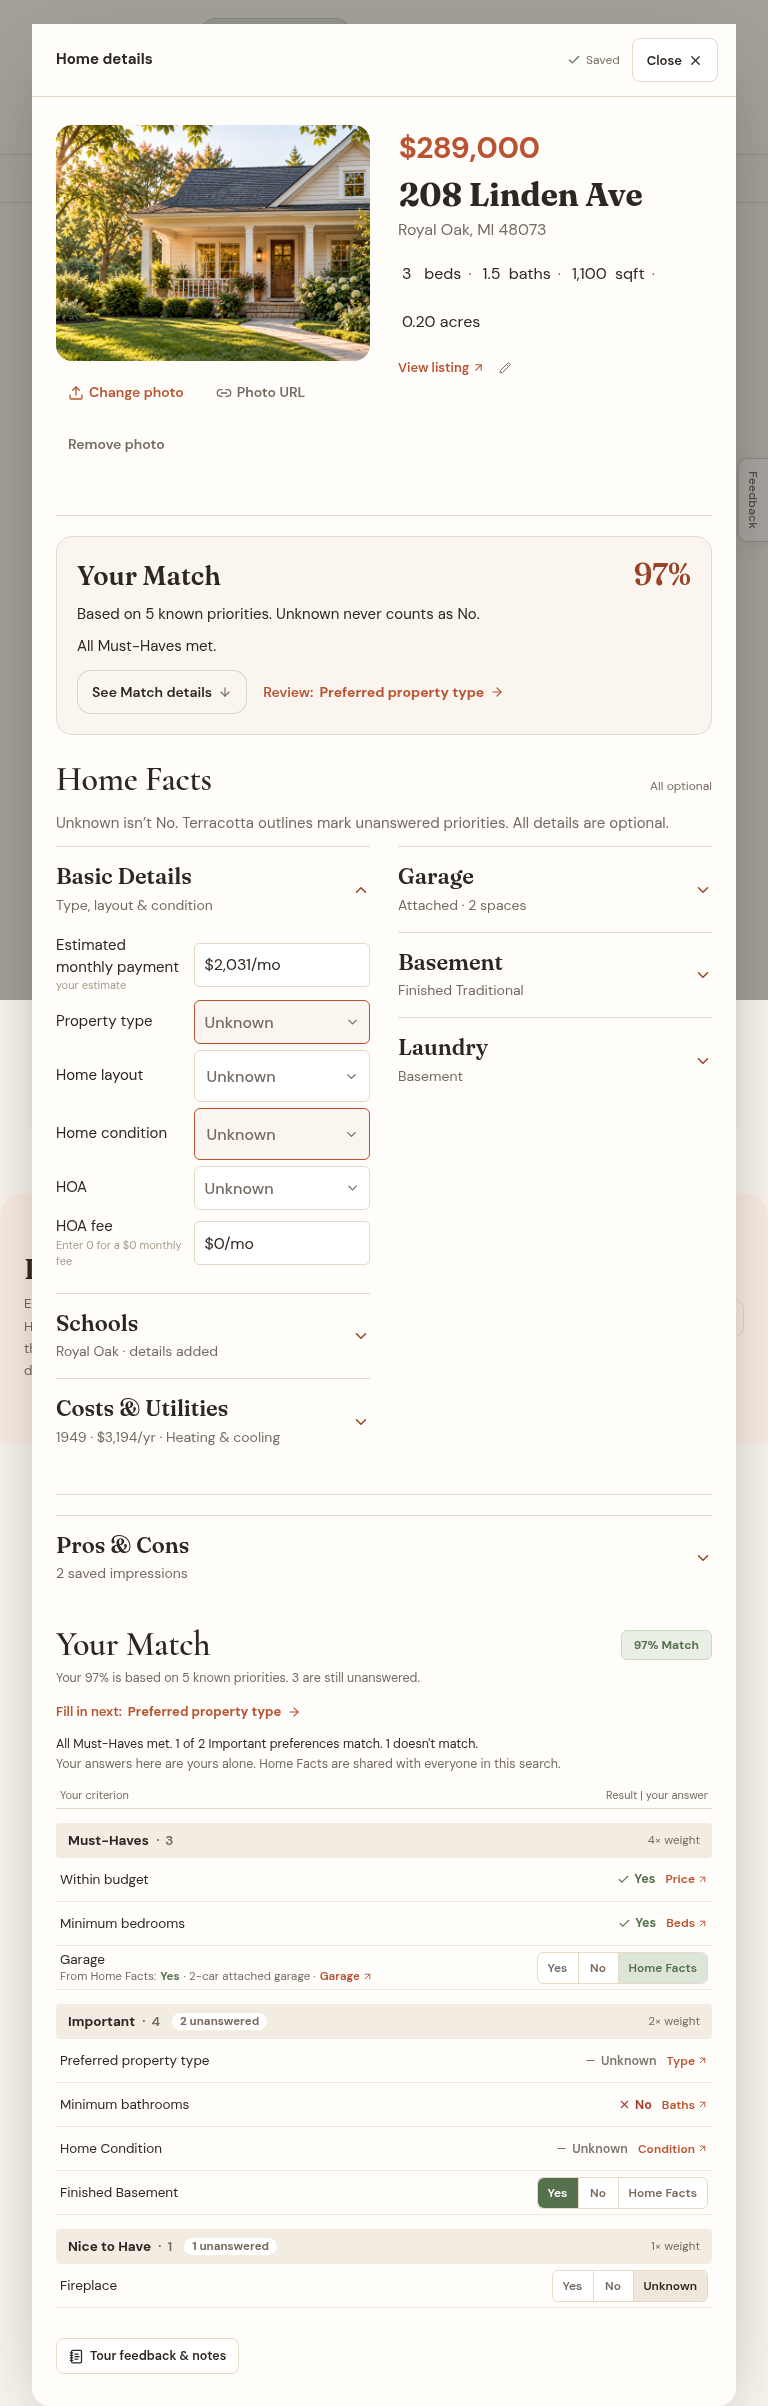 Home details
Saved
Close
$289,000
208 Linden Ave
Royal Oak, MI 48073
3 beds · 1.5 baths · 1,100 sqft ·
0.20 acres
View listing
Change photo
Photo URL
Remove photo
Feedback
Your Match
97%
Based on 5 known priorities. Unknown never counts as No.
All Must-Haves met.
See Match details
Review: Preferred property type
Home Facts
All optional
Unknown isn’t No. Terracotta outlines mark unanswered priorities. All details are optional.
Basic Details
Type, layout & condition
Estimated
monthly payment
your estimate
$2,031/mo
Property type
Unknown
Home layout
Unknown
Home condition
Unknown
HOA
Unknown
HOA fee
Enter 0 for a $0 monthly
fee
$0/mo
Schools
Royal Oak · details added
Costs & Utilities
1949 · $3,194/yr · Heating & cooling
Garage
Attached · 2 spaces
Basement
Finished Traditional
Laundry
Basement
Pros & Cons
2 saved impressions
Your Match
97% Match
Your 97% is based on 5 known priorities. 3 are still unanswered.
Fill in next: Preferred property type
All Must-Haves met. 1 of 2 Important preferences match. 1 doesn't match.
Your answers here are yours alone. Home Facts are shared with everyone in this search.
Your criterion
Result | your answer
Must-Haves · 3
4× weight
Within budget
Yes Price
Minimum bedrooms
Yes Beds
Garage
From Home Facts: Yes · 2-car attached garage · Garage
Yes No Home Facts
Important · 4 2 unanswered
2× weight
Preferred property type
— Unknown Type
Minimum bathrooms
No Baths
Home Condition
— Unknown Condition
Finished Basement
Yes No Home Facts
Nice to Have · 1 1 unanswered
1× weight
Fireplace
Yes No Unknown
Tour feedback & notes